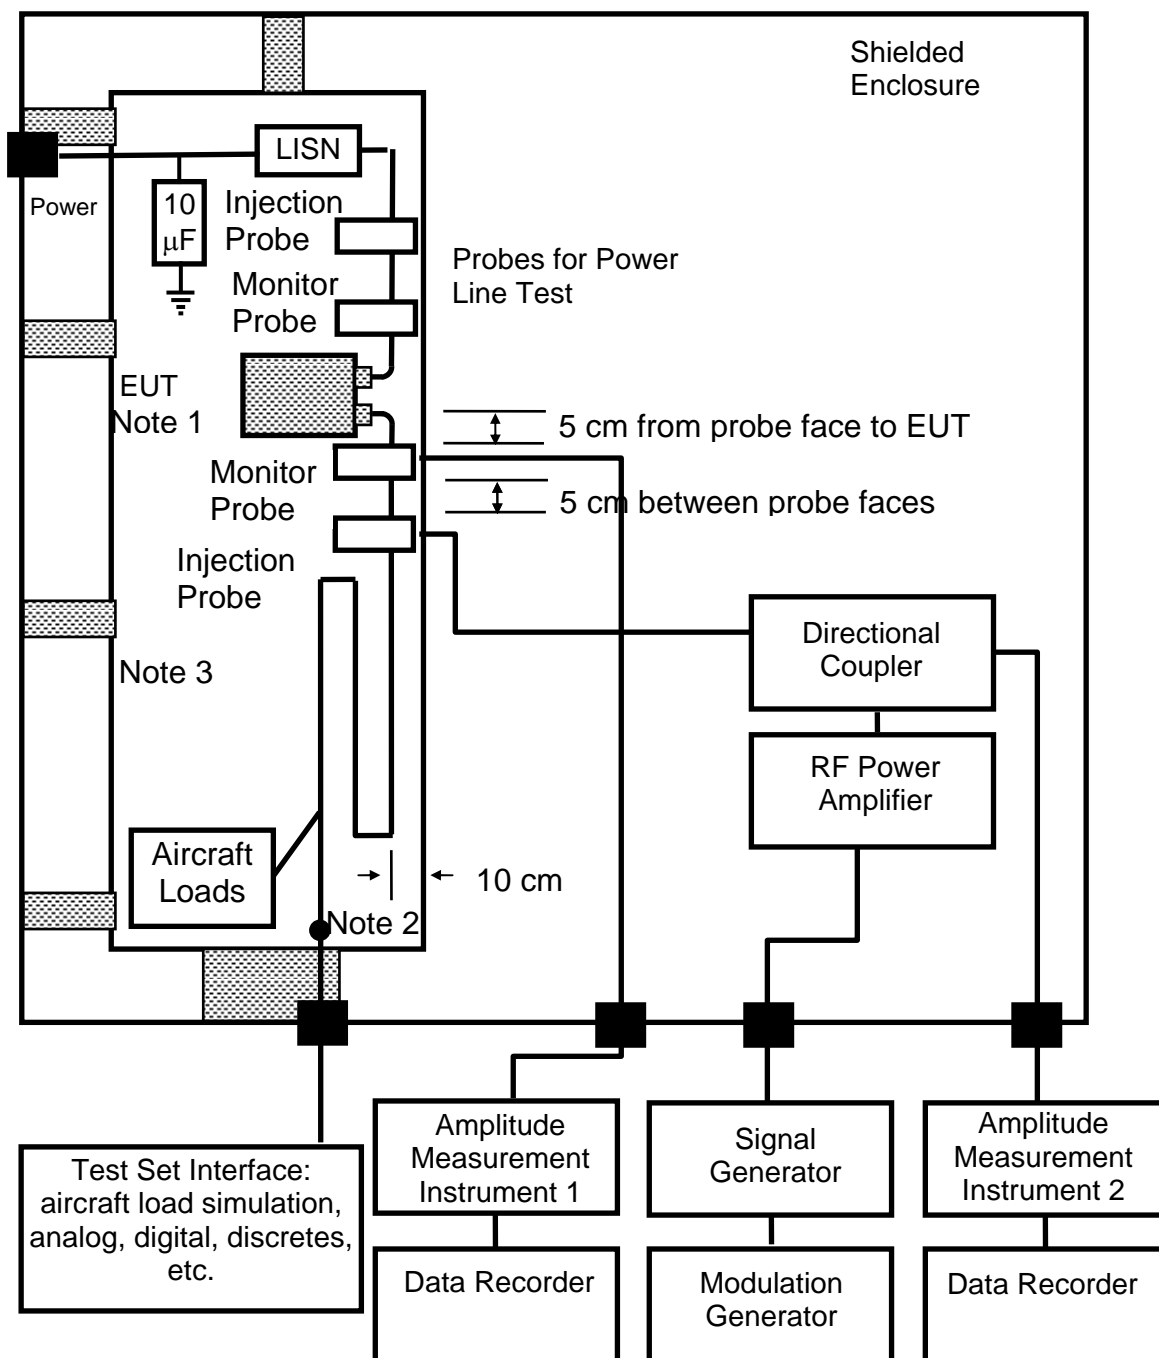 Shielded
Enclosure
LISN
Power
10
μF
Injection
Probe
Monitor
Probe
Probes for Power
Line Test
EUT
Note 1
5 cm from probe face to EUT
Monitor
Probe
5 cm between probe faces
Injection
Probe
Directional
Coupler
Note 3
RF Power
Amplifier
Aircraft
Loads
10 cm
Note 2
Test Set Interface:
aircraft load simulation,
analog, digital, discretes,
etc.
Amplitude
Measurement
Instrument 1
Signal
Generator
Amplitude
Measurement
Instrument 2
Data Recorder
Modulation
Generator
Data Recorder